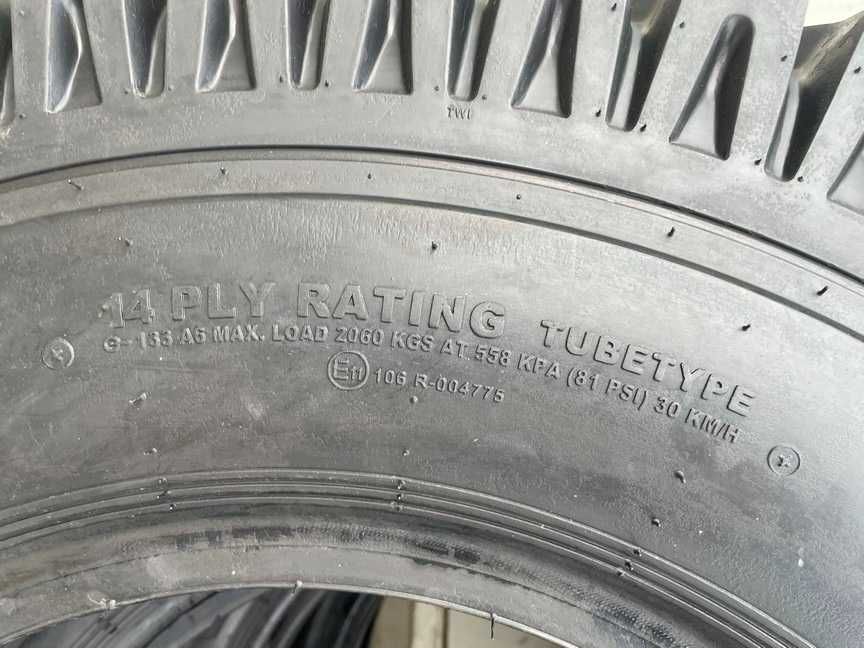 TWI
14 PLY RATING TUBETYPE
G- 133 A6 MAX. LOAD 2060 KGS AT 558 KPA (81 PSI) 30 KM/H
E11 106 R-004775